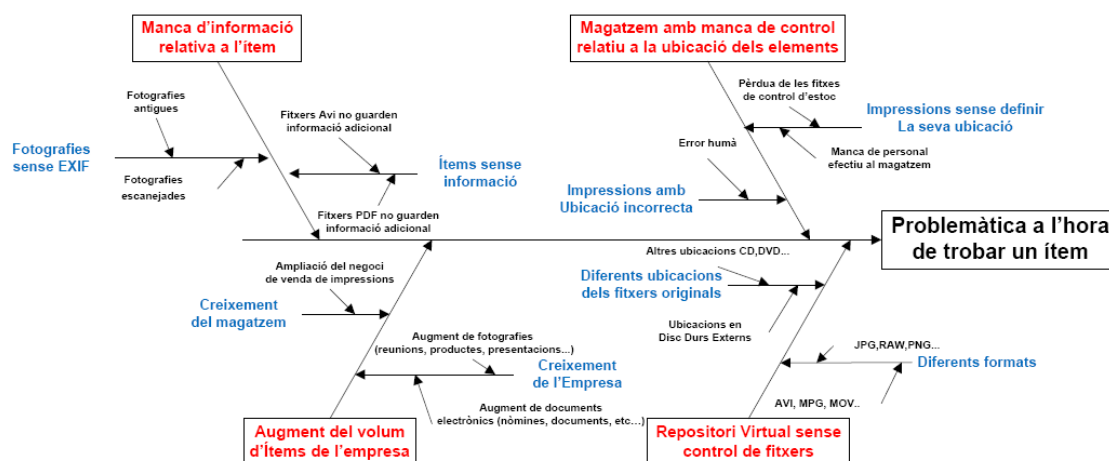 Manca d'informació
relativa a l'ítem
Magatzem amb manca de control
relatiu a la ubicació dels elements
Fotografies
antigues
Fitxers Avi no guarden
informació adicional
Pèrdua de les fitxes
de control d'estoc
Impressions sense definir
La seva ubicació
Fotografies
sense EXIF
Error humà
Manca de personal
efectiu al magatzem
Ítems sense
informació
Fotografies
escanejades
Impressions amb
Ubicació incorrecta
Fitxers PDF no guarden
informació adicional
Problemàtica a l'hora
de trobar un ítem
Altres ubicacions CD,DVD...
Ampliació del negoci
de venda de impressions
Diferents ubicacions
dels fitxers originals
Creixement
del magatzem
Ubicacions en
Disc Durs Externs
Augment de fotografies
(reunions, productes, presentacions...)
JPG,RAW,PNG...
Diferents formats
Creixement
de l'Empresa
AVI, MPG, MOV..
Augment de documents
electrònics (nòmines, documents, etc...)
Augment del volum
d'Ítems de l'empresa
Repositori Virtual sense
control de fitxers